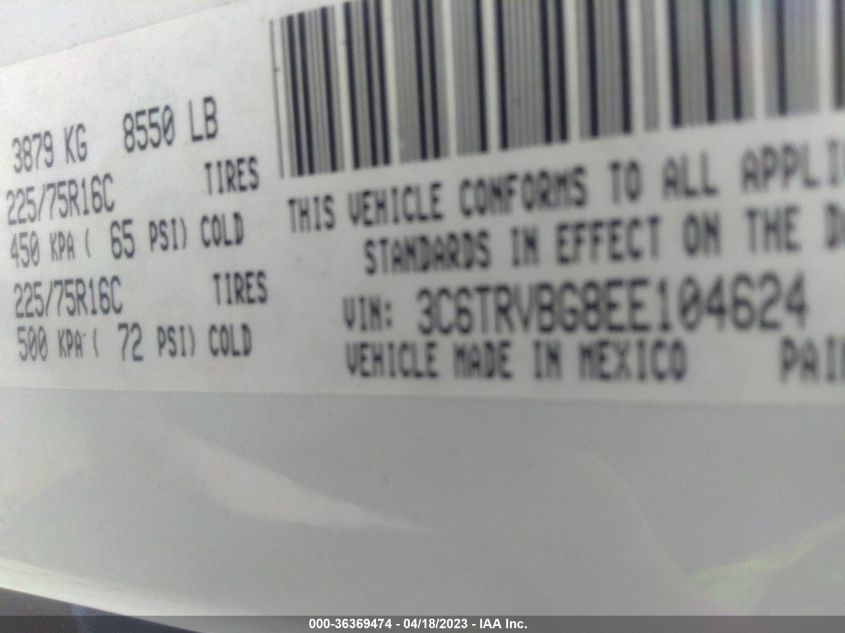 3879 KG 8550 LB
225/75R16C TIRES
450 KPA ( 65 PSI) COLD
225/75R16C TIRES
500 KPA ( 72 PSI) COLD
THIS VEHICLE CONFORMS TO ALL APPLI
STANDARDS IN EFFECT ON THE D
VIN: 3C6TRVBG8EE104624
VEHICLE MADE IN MEXICO PAI
000-36369474 - 04/18/2023 - IAA Inc.